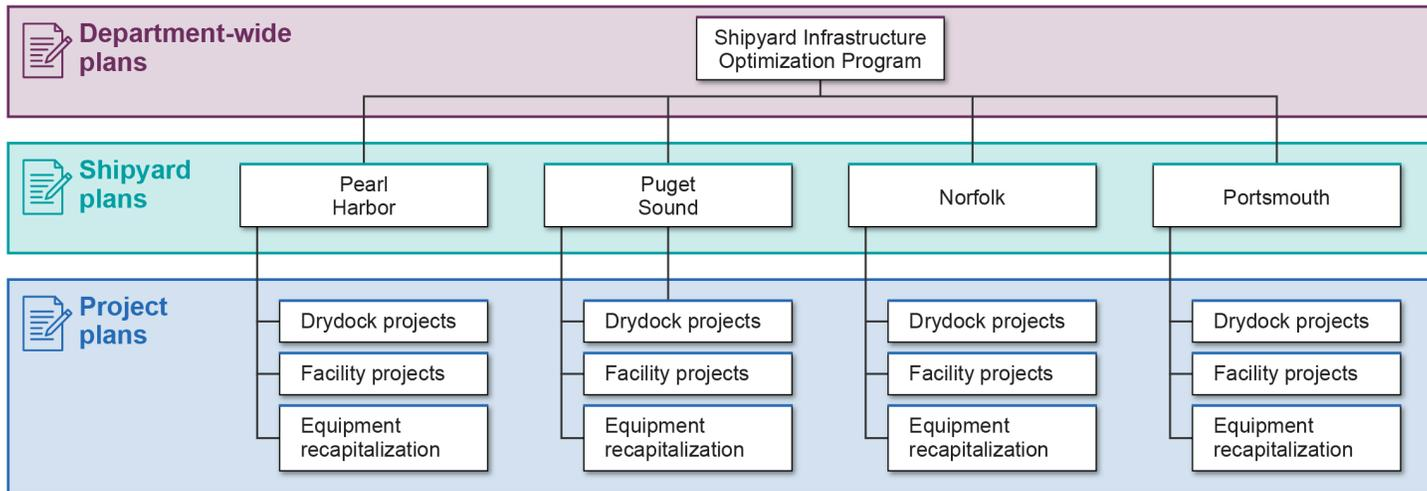 Department-wide
plans
Shipyard Infrastructure
Optimization Program
Shipyard
plans
Pearl
Harbor
Puget
Sound
Norfolk
Portsmouth
Project
plans
Drydock projects
Facility projects
Equipment
recapitalization
Drydock projects
Facility projects
Equipment
recapitalization
Drydock projects
Facility projects
Equipment
recapitalization
Drydock projects
Facility projects
Equipment
recapitalization